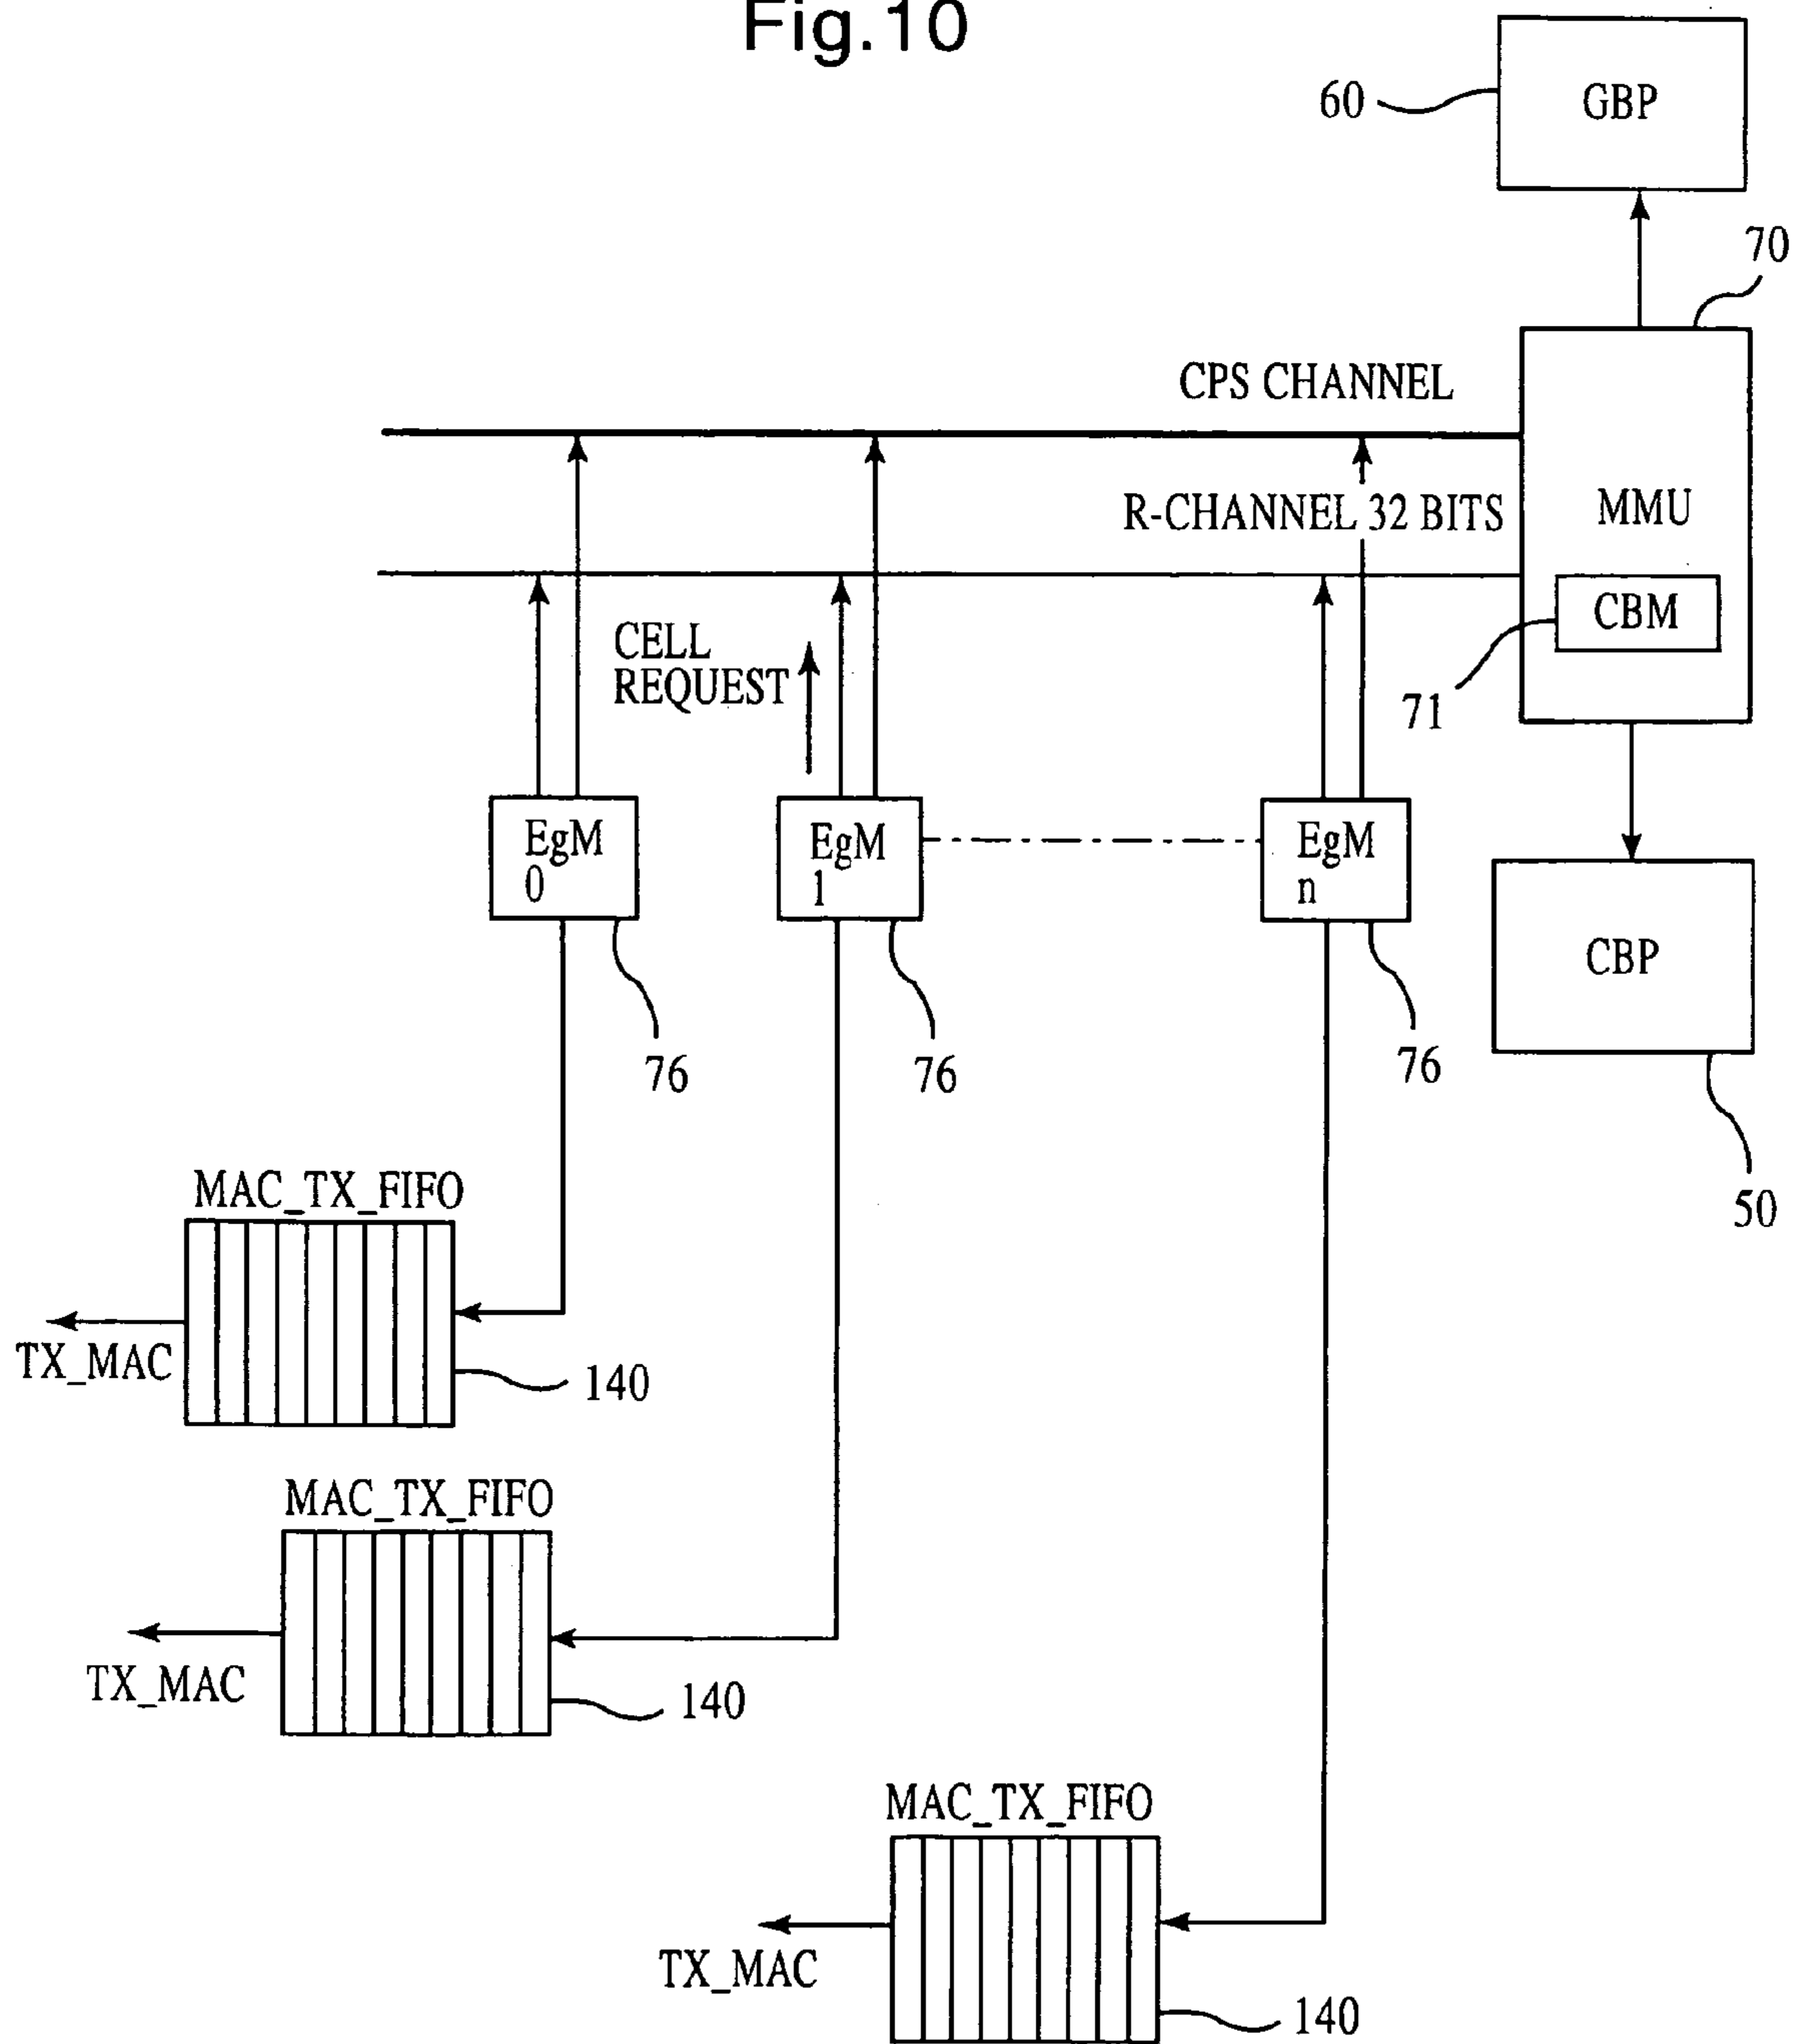 Fig.10
60
GBP
70
CPS CHANNEL
R-CHANNEL 32 BITS
MMU
CBM
71
CELL
REQUEST
EgM
0
EgM
1
EgM
n
CBP
76
76
76
50
MAC_TX_FIFO
TX_MAC
140
MAC_TX_FIFO
TX_MAC
140
MAC_TX_FIFO
TX_MAC
140